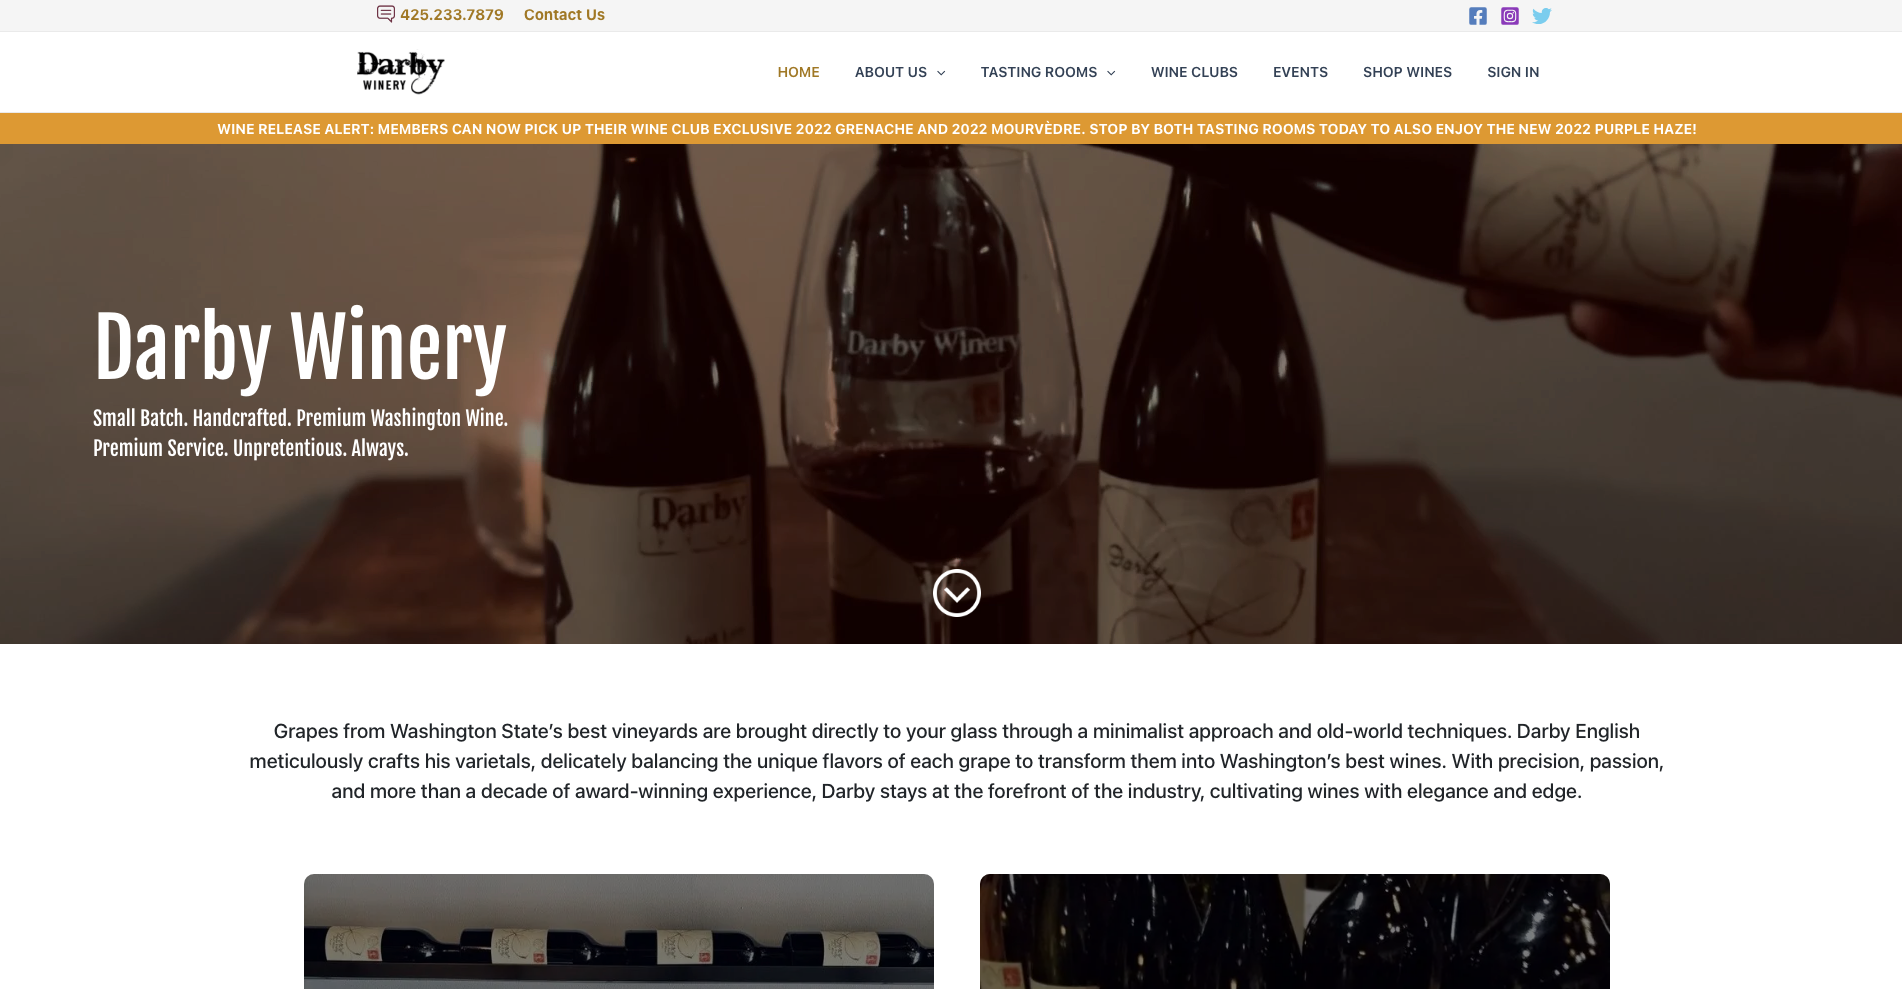 425.233.7879 Contact Us
Darby
WINERY
HOME ABOUT US TASTING ROOMS WINE CLUBS EVENTS SHOP WINES SIGN IN
WINE RELEASE ALERT: MEMBERS CAN NOW PICK UP THEIR WINE CLUB EXCLUSIVE 2022 GRENACHE AND 2022 MOURVÈDRE. STOP BY BOTH TASTING ROOMS TODAY TO ALSO ENJOY THE NEW 2022 PURPLE HAZE!
Darby
Darby Winery
Darby Winery
Small Batch. Handcrafted. Premium Washington Wine.
Premium Service. Unpretentious. Always.
Darby
Darby
Grapes from Washington State’s best vineyards are brought directly to your glass through a minimalist approach and old-world techniques. Darby English
meticulously crafts his varietals, delicately balancing the unique flavors of each grape to transform them into Washington’s best wines. With precision, passion,
and more than a decade of award-winning experience, Darby stays at the forefront of the industry, cultivating wines with elegance and edge.